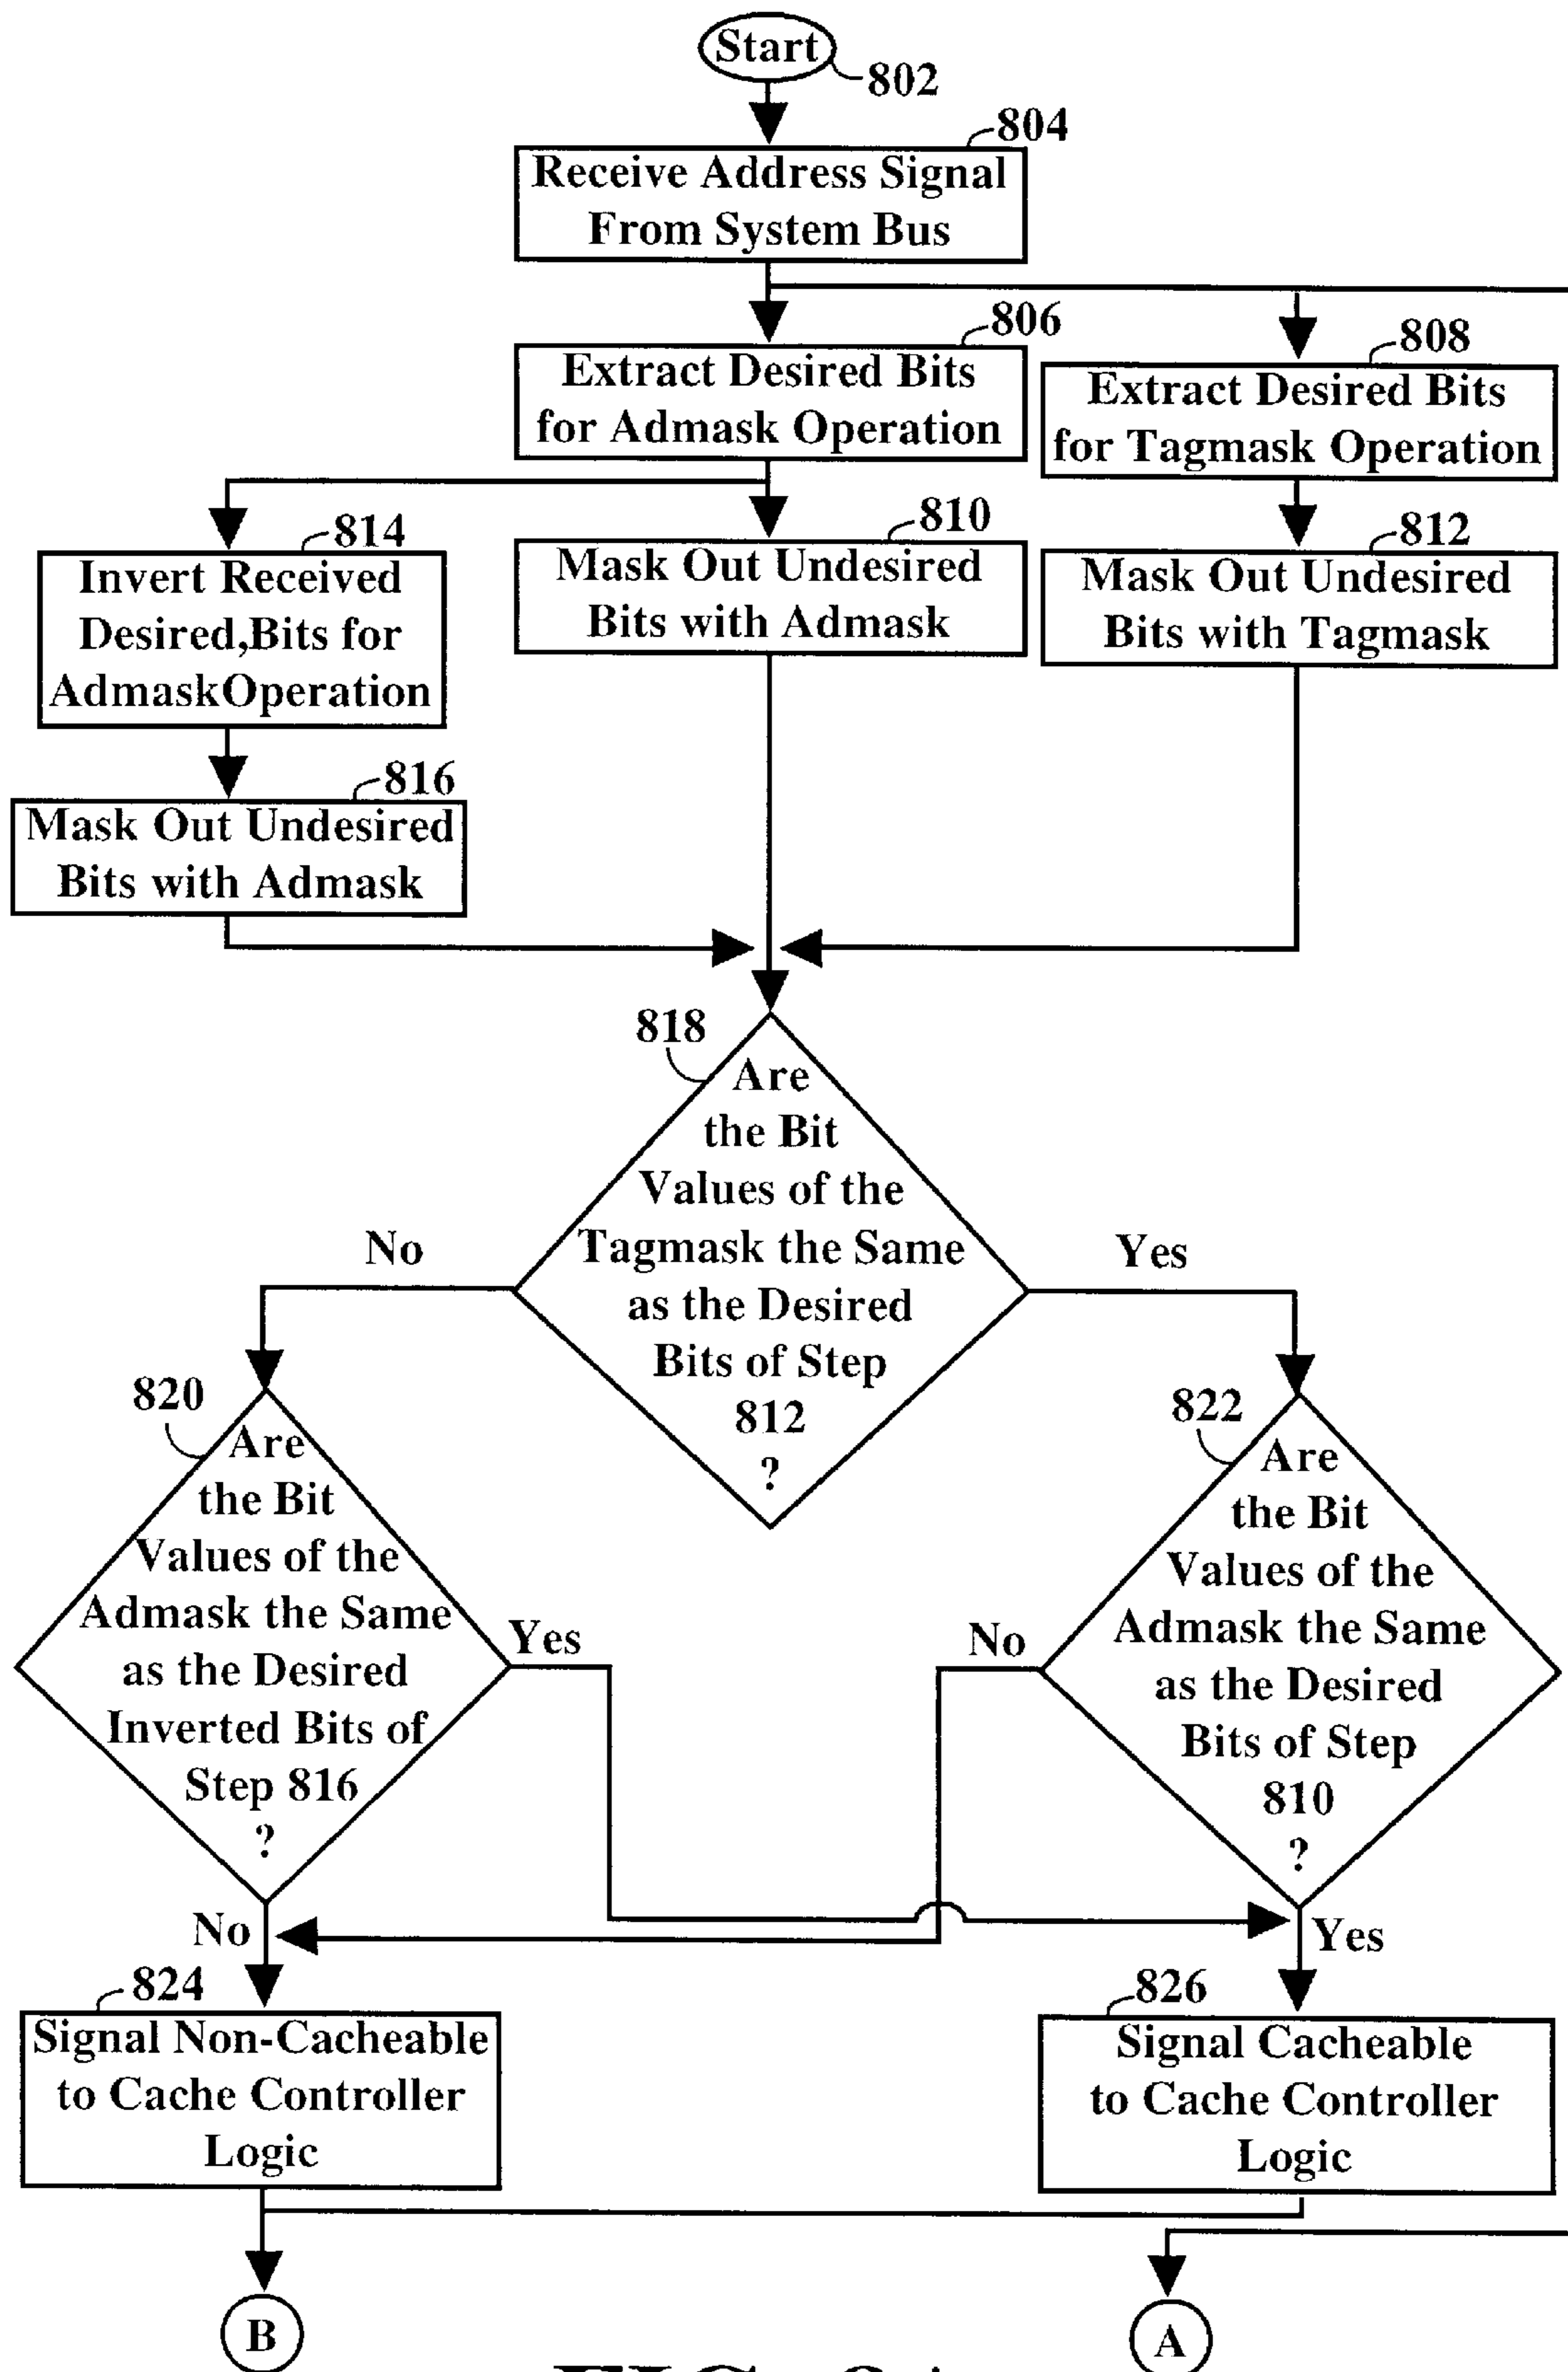 Start
802
804
Receive Address Signal
From System Bus
806
Extract Desired Bits
for Admask Operation
808
Extract Desired Bits
for Tagmask Operation
814
Invert Received
Desired,Bits for
AdmaskOperation
810
Mask Out Undesired
Bits with Admask
812
Mask Out Undesired
Bits with Tagmask
816
Mask Out Undesired
Bits with Admask
818
Are
the Bit
Values of the
Tagmask the Same
as the Desired
Bits of Step
812
?
No
Yes
820
Are
the Bit
Values of the
Admask the Same
as the Desired
Inverted Bits of
Step 816
?
Yes
No
822
Are
the Bit
Values of the
Admask the Same
as the Desired
Bits of Step
810
?
No
Yes
824
Signal Non-Cacheable
to Cache Controller
Logic
826
Signal Cacheable
to Cache Controller
Logic
B
A